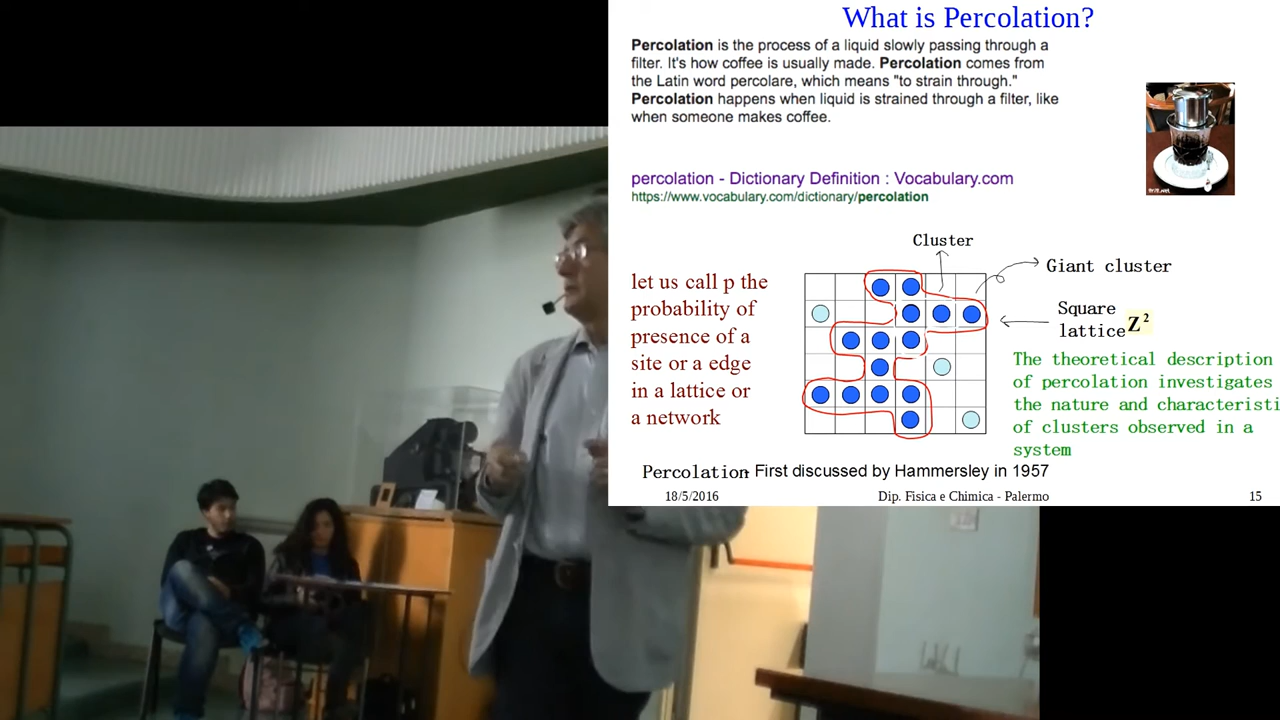 What is Percolation?
Percolation is the process of a liquid slowly passing through a
filter. It's how coffee is usually made. Percolation comes from
the Latin word percolare, which means "to strain through."
Percolation happens when liquid is strained through a filter, like
when someone makes coffee.
percolation - Dictionary Definition : Vocabulary.com
https://www.vocabulary.com/dictionary/percolation
Cluster
Giant cluster
Square
lattice Z²
let us call p the
probability of
presence of a
site or a edge
in a lattice or
a network
The theoretical description
of percolation investigates
the nature and characteristi
of clusters observed in a
system
Percolation - First discussed by Hammersley in 1957
18/5/2016
Dip. Fisica e Chimica - Palermo
15